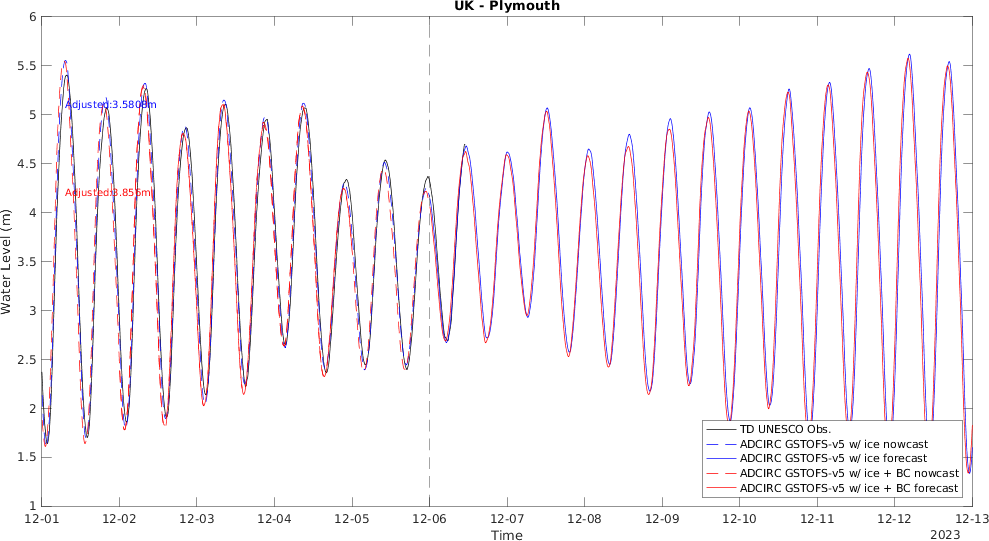 UK - Plymouth
6
5.5
5
4.5
4
3.5
3
2.5
2
1.5
1
Water Level (m)
Adjusted:3.5808m
Adjusted:3.856m
TD UNESCO Obs.
ADCIRC GSTOFS-v5 w/ ice nowcast
ADCIRC GSTOFS-v5 w/ ice forecast
ADCIRC GSTOFS-v5 w/ ice + BC nowcast
ADCIRC GSTOFS-v5 w/ ice + BC forecast
12-01 12-02 12-03 12-04 12-05 12-06 12-07 12-08 12-09 12-10 12-11 12-12 12-13
Time
2023